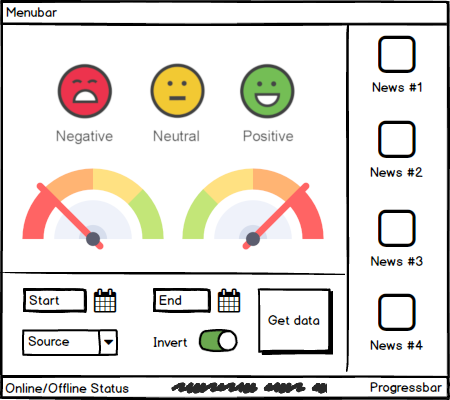 Menubar
Negative
Neutral
Positive
News #1
News #2
News #3
News #4
Start
End
Get data
Source
Invert
Online/Offline Status
Progressbar